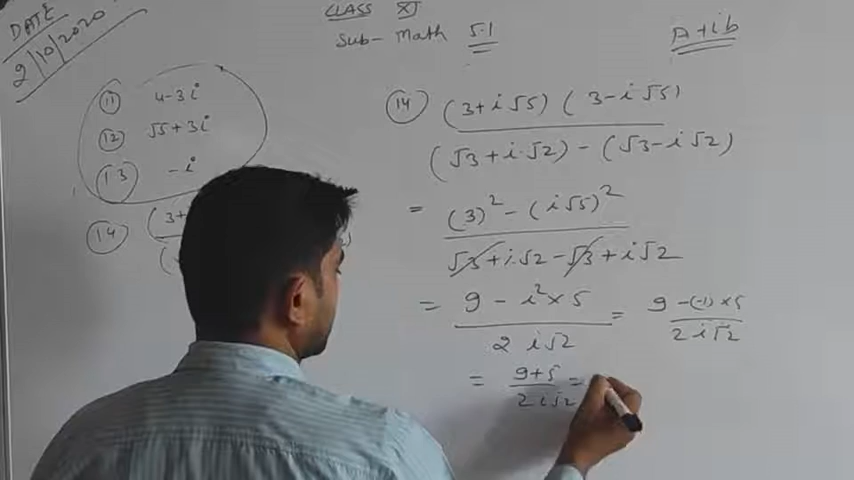 DATE
2/10/2020
CLASS XI
Sub- Math 5.1
A+ib
(11) 4-3i
(12) √5+3i
(13) -i
(14) (3+
(14) (3+i√5) (3-i√5)
(√3+i.√2) - (√3-i√2)
= (3)² - (i√5)²
√3+i.√2-√3+i√2
= 9 - i²×5 = 9-(-1)×5
2 i√2 2i√2
= 9+5 =
2i√2